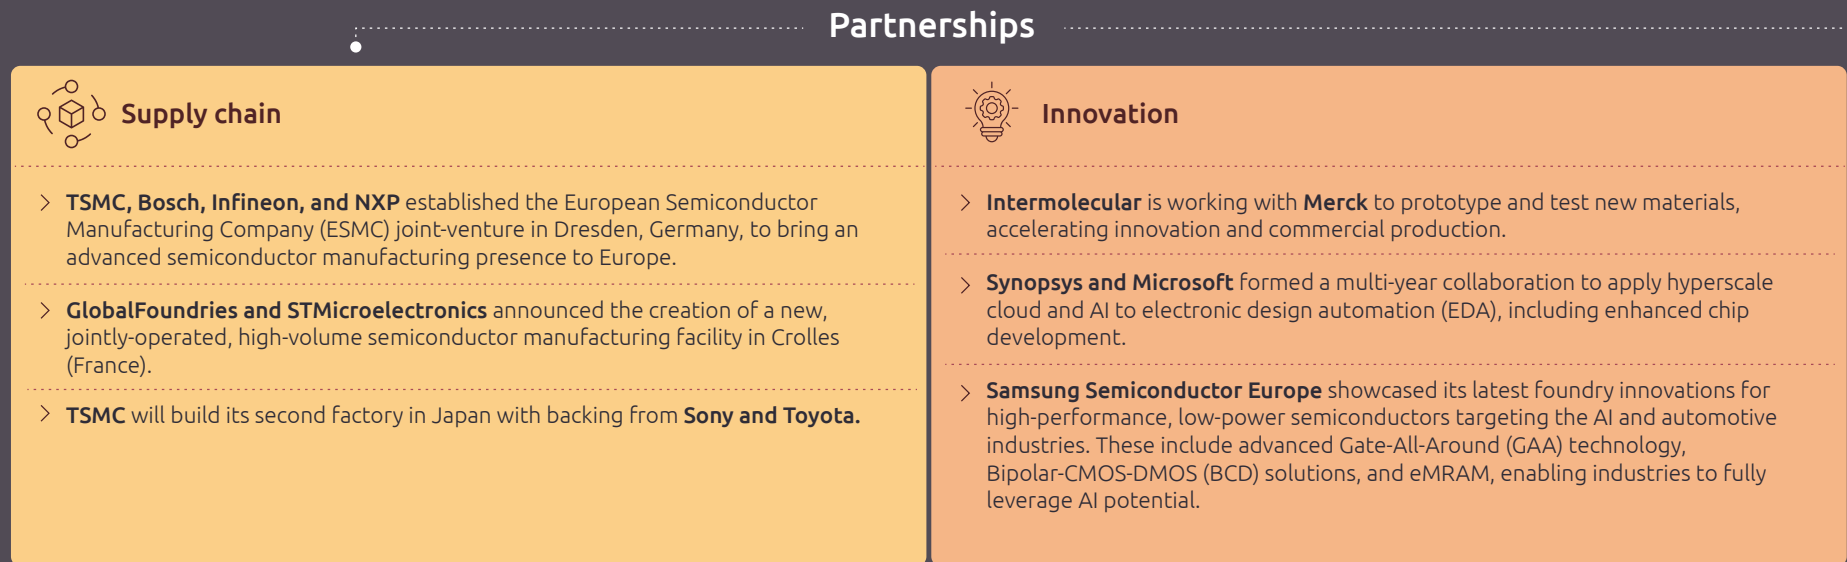 Partnerships
Supply chain
TSMC, Bosch, Infineon, and NXP established the European Semiconductor
Manufacturing Company (ESMC) joint-venture in Dresden, Germany, to bring an
advanced semiconductor manufacturing presence to Europe.
GlobalFoundries and STMicroelectronics announced the creation of a new,
jointly-operated, high-volume semiconductor manufacturing facility in Crolles
(France).
TSMC will build its second factory in Japan with backing from Sony and Toyota.
Innovation
Intermolecular is working with Merck to prototype and test new materials,
accelerating innovation and commercial production.
Synopsys and Microsoft formed a multi-year collaboration to apply hyperscale
cloud and AI to electronic design automation (EDA), including enhanced chip
development.
Samsung Semiconductor Europe showcased its latest foundry innovations for
high-performance, low-power semiconductors targeting the AI and automotive
industries. These include advanced Gate-All-Around (GAA) technology,
Bipolar-CMOS-DMOS (BCD) solutions, and eMRAM, enabling industries to fully
leverage AI potential.